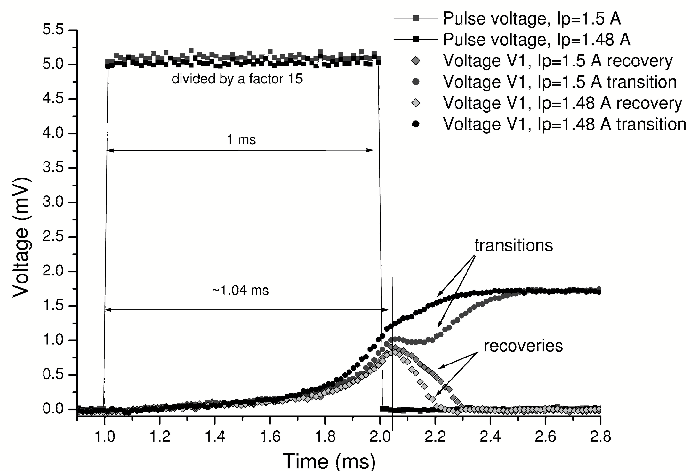 Pulse voltage, Ip=1.5 A
Pulse voltage, Ip=1.48 A
Voltage V1, Ip=1.5 A recovery
Voltage V1, Ip=1.5 A transition
Voltage V1, Ip=1.48 A recovery
Voltage V1, Ip=1.48 A transition
5.5
5.0
4.5
4.0
3.5
3.0
2.5
2.0
1.5
1.0
0.5
0.0
Voltage (mV)
d vided by a factor 15
1 ms
~1.04 ms
transitions
recoveries
1.0
1.2
1.4
1.6
1.8
2.0
2.2
2.4
2.6
2.8
Time (ms)